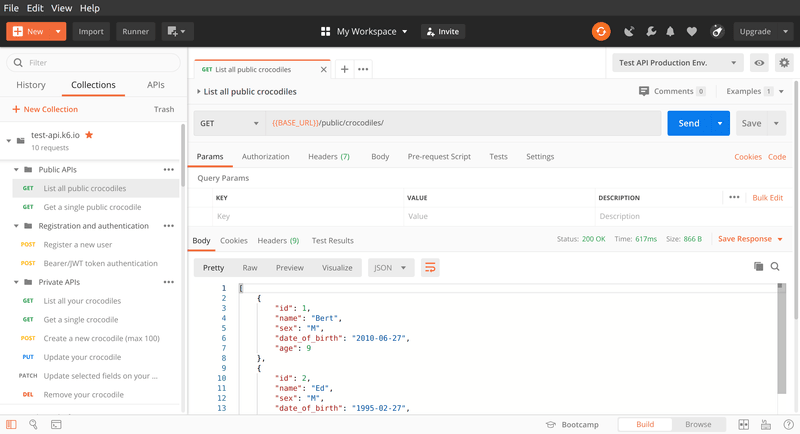 File Edit View Help
New Import Runner My Workspace Invite Upgrade
Filter
History Collections APIs
New Collection Trash
test-api.k6.io
10 requests
Public APIs
GET List all public crocodiles
GET Get a single public crocodile
Registration and authentication
POST Register a new user
POST Bearer/JWT token authentication
Private APIs
GET List all your crocodiles
GET Get a single crocodile
POST Create a new crocodile (max 100)
PUT Update your crocodile
PATCH Update selected fields on your ...
DEL Remove your crocodile
GET List all public crocodiles
Test API Production Env.
List all public crocodiles
Comments 0 Examples 1
GET {{BASE_URL}}/public/crocodiles/ Send Save
Params Authorization Headers (7) Body Pre-request Script Tests Settings Cookies Code
Query Params
KEY VALUE DESCRIPTION Bulk Edit
Key Value Description
Body Cookies Headers (9) Test Results Status: 200 OK Time: 617ms Size: 866 B Save Response
Pretty Raw Preview Visualize JSON
1 [
2 {
3 "id": 1,
4 "name": "Bert",
5 "sex": "M",
6 "date_of_birth": "2010-06-27",
7 "age": 9
8 },
9 {
10 "id": 2,
11 "name": "Ed",
12 "sex": "M",
13 "date_of_birth": "1995-02-27",
Bootcamp Build Browse